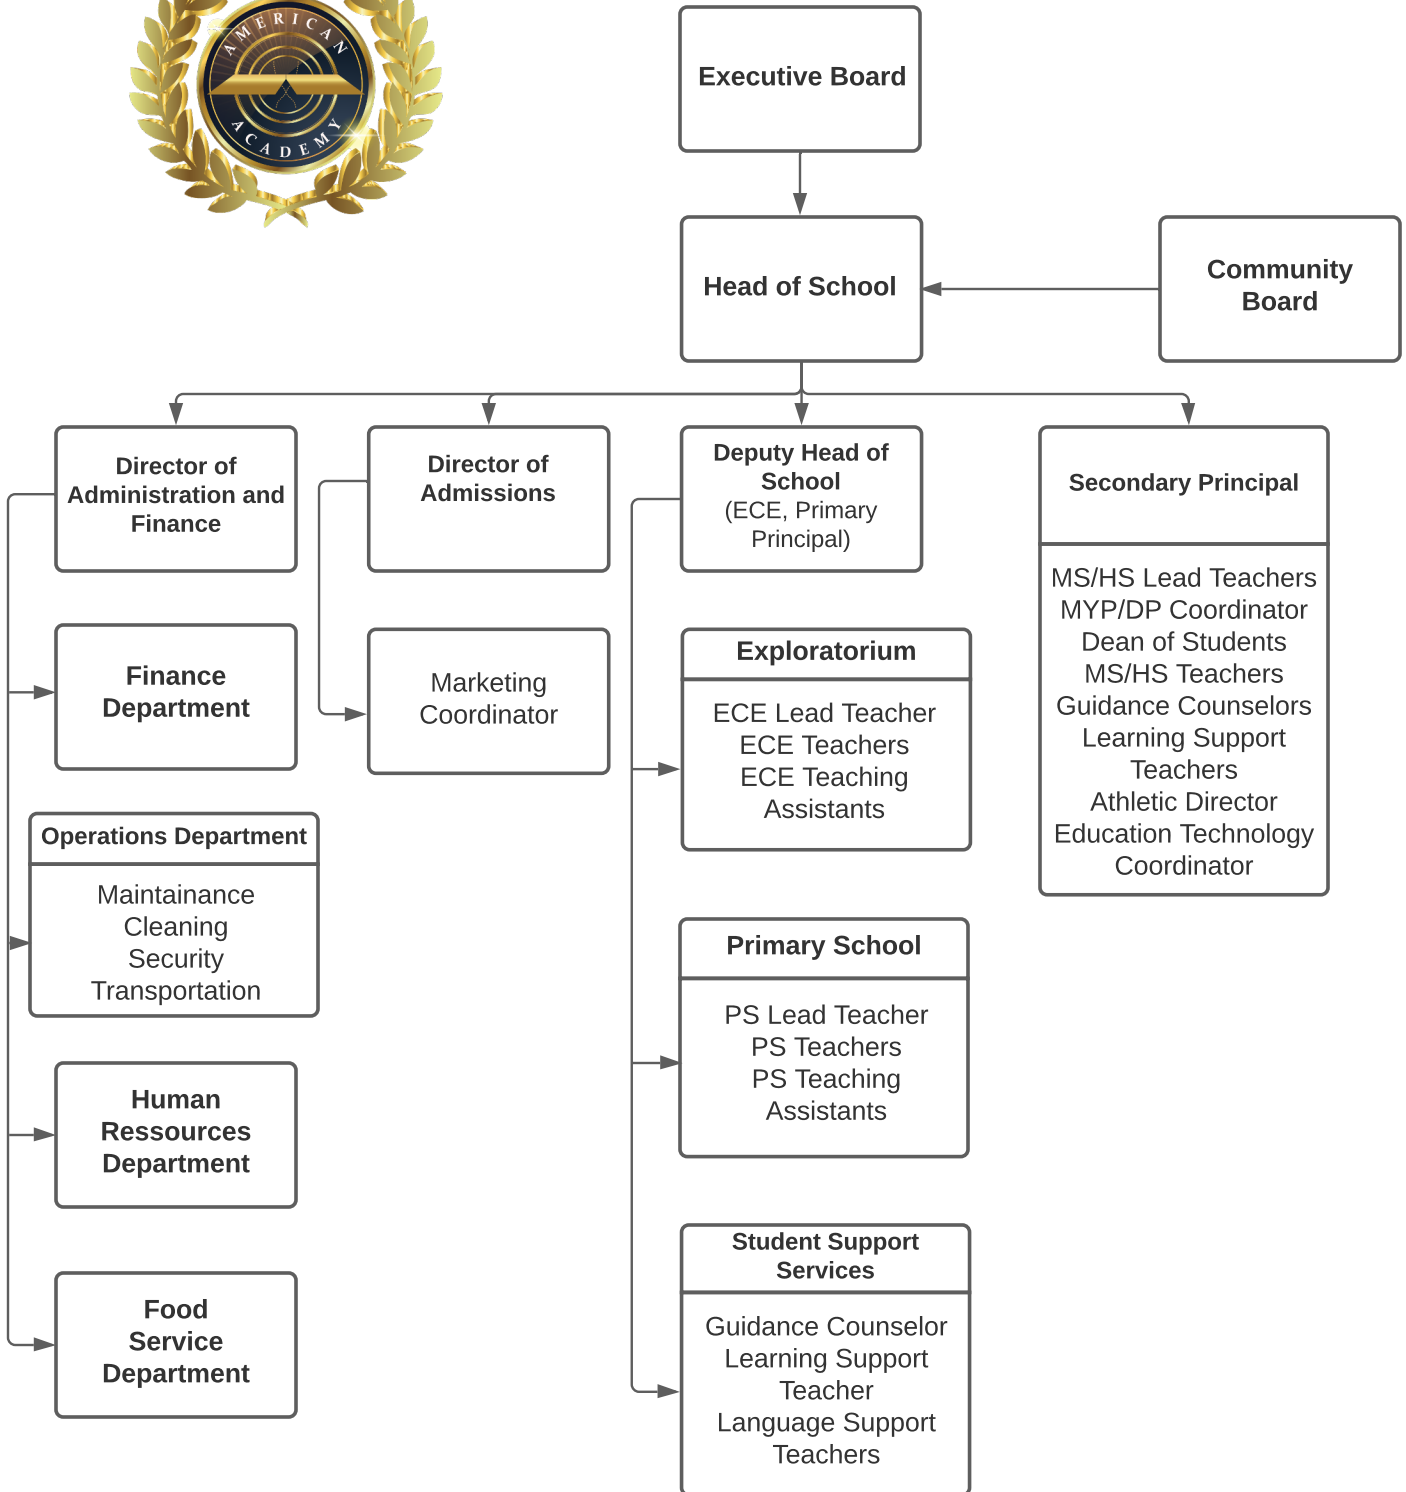 AMERICAN
ACADEMY
Executive Board
Head of School
Community
Board
Director of
Administration and
Finance
Director of
Admissions
Deputy Head of
School
(ECE, Primary
Principal)
Secondary Principal
MS/HS Lead Teachers
MYP/DP Coordinator
Dean of Students
MS/HS Teachers
Guidance Counselors
Learning Support
Teachers
Athletic Director
Education Technology
Coordinator
Finance
Department
Marketing
Coordinator
Exploratorium
ECE Lead Teacher
ECE Teachers
ECE Teaching
Assistants
Operations Department
Maintainance
Cleaning
Security
Transportation
Primary School
PS Lead Teacher
PS Teachers
PS Teaching
Assistants
Human
Ressources
Department
Student Support
Services
Guidance Counselor
Learning Support
Teacher
Language Support
Teachers
Food
Service
Department